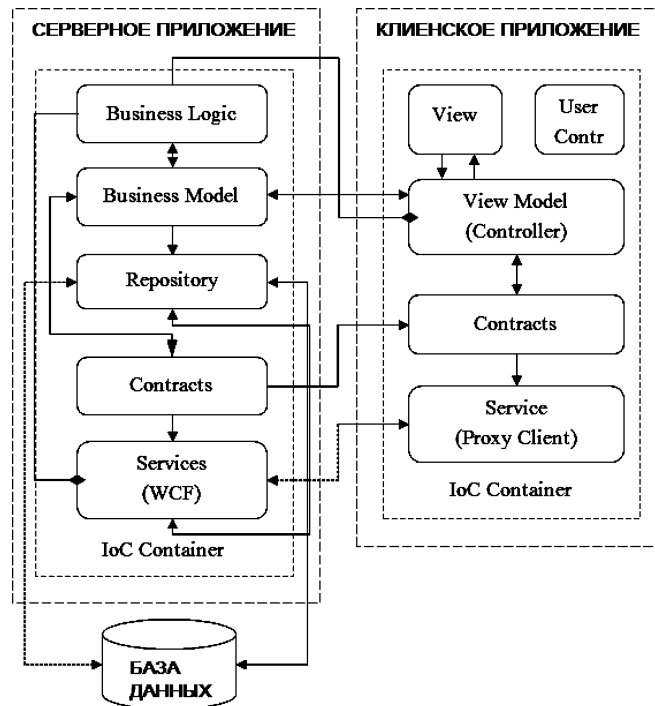 СЕРВЕРНОЕ ПРИЛОЖЕНИЕ
Business Logic
Business Model
Repository
Contracts
Services
(WCF)
IoC Container
БАЗА
ДАННЫХ
КЛИЕНСКОЕ ПРИЛОЖЕНИЕ
View
User
Contr
View Model
(Controller)
Contracts
Service
(Proxy Client)
IoC Container